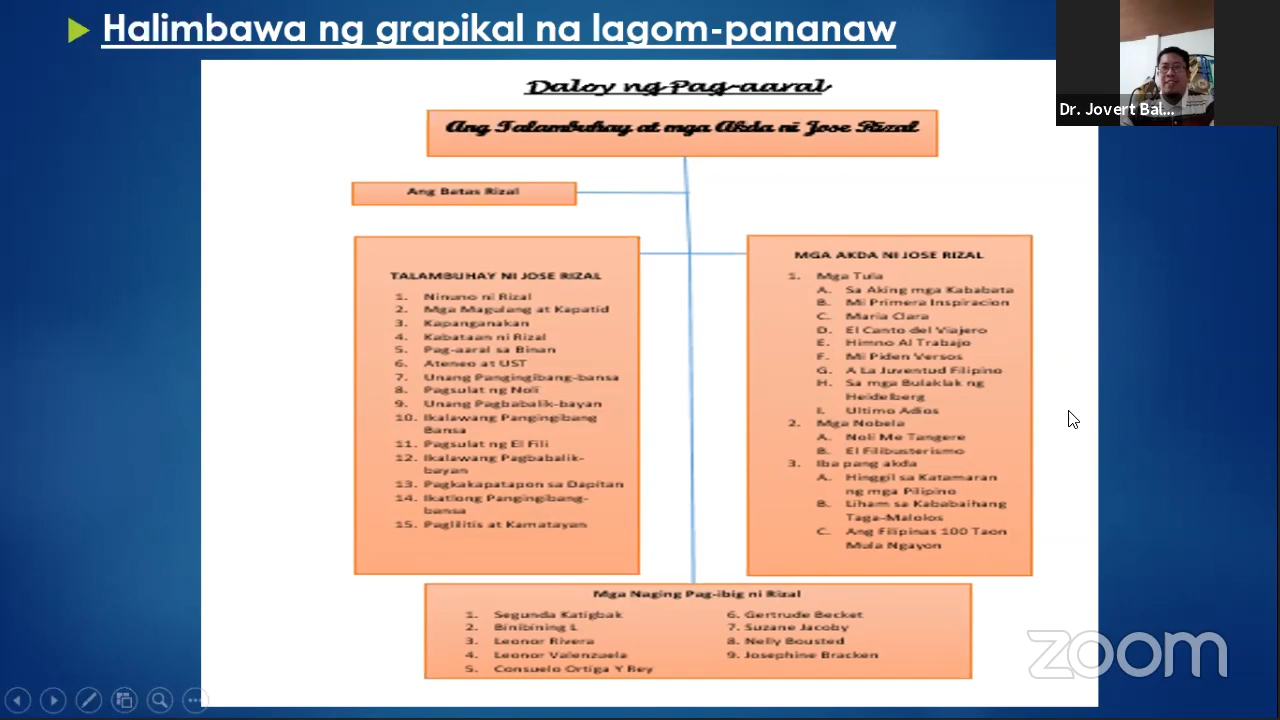 Halimbawa ng grapikal na lagom-pananaw
Dr. Jovert Bal...
Daloy ng Pag-aaral
Ang Talambuhay at mga Akda ni Jose Rizal
Ang Batas Rizal
TALAMBUHAY NI JOSE RIZAL
1. Ninuno ni Rizal
2. Mga Magulang at Kapatid
3. Kapanganakan
4. Kabataan ni Rizal
5. Pag-aaral sa Binan
6. Ateneo at UST
7. Unang Pangingibang-bansa
8. Pagsulat ng Noli
9. Unang Pagbabalik-bayan
10. Ikalawang Pangingibang
Bansa
11. Pagsulat ng El Fili
12. Ikalawang Pagbabalik-
bayan
13. Pagkakapatapon sa Dapitan
14. Ikatlong Pangingibang-
bansa
15. Paglilitis at Kamatayan
MGA AKDA NI JOSE RIZAL
1. Mga Tula
A. Sa Aking mga Kababata
B. Mi Primera Inspiracion
C. Maria Clara
D. El Canto del Viajero
E. Himno Al Trabajo
F. Mi Piden Versos
G. A La Juventud Filipino
H. Sa mga Bulaklak ng
Heidelberg
I. Ultimo Adios
2. Mga Nobela
A. Noli Me Tangere
B. El Filibusterismo
3. Iba pang akda
A. Hinggil sa Katamaran
ng mga Pilipino
B. Liham sa Kababaihang
Taga-Malolos
C. Ang Filipinas 100 Taon
Mula Ngayon
Mga Naging Pag-ibig ni Rizal
1. Segunda Katigbak
2. Binibining L
3. Leonor Rivera
4. Leonor Valenzuela
5. Consuelo Ortiga Y Rey
6. Gertrude Becket
7. Suzane Jacoby
8. Nelly Bousted
9. Josephine Bracken
zoom